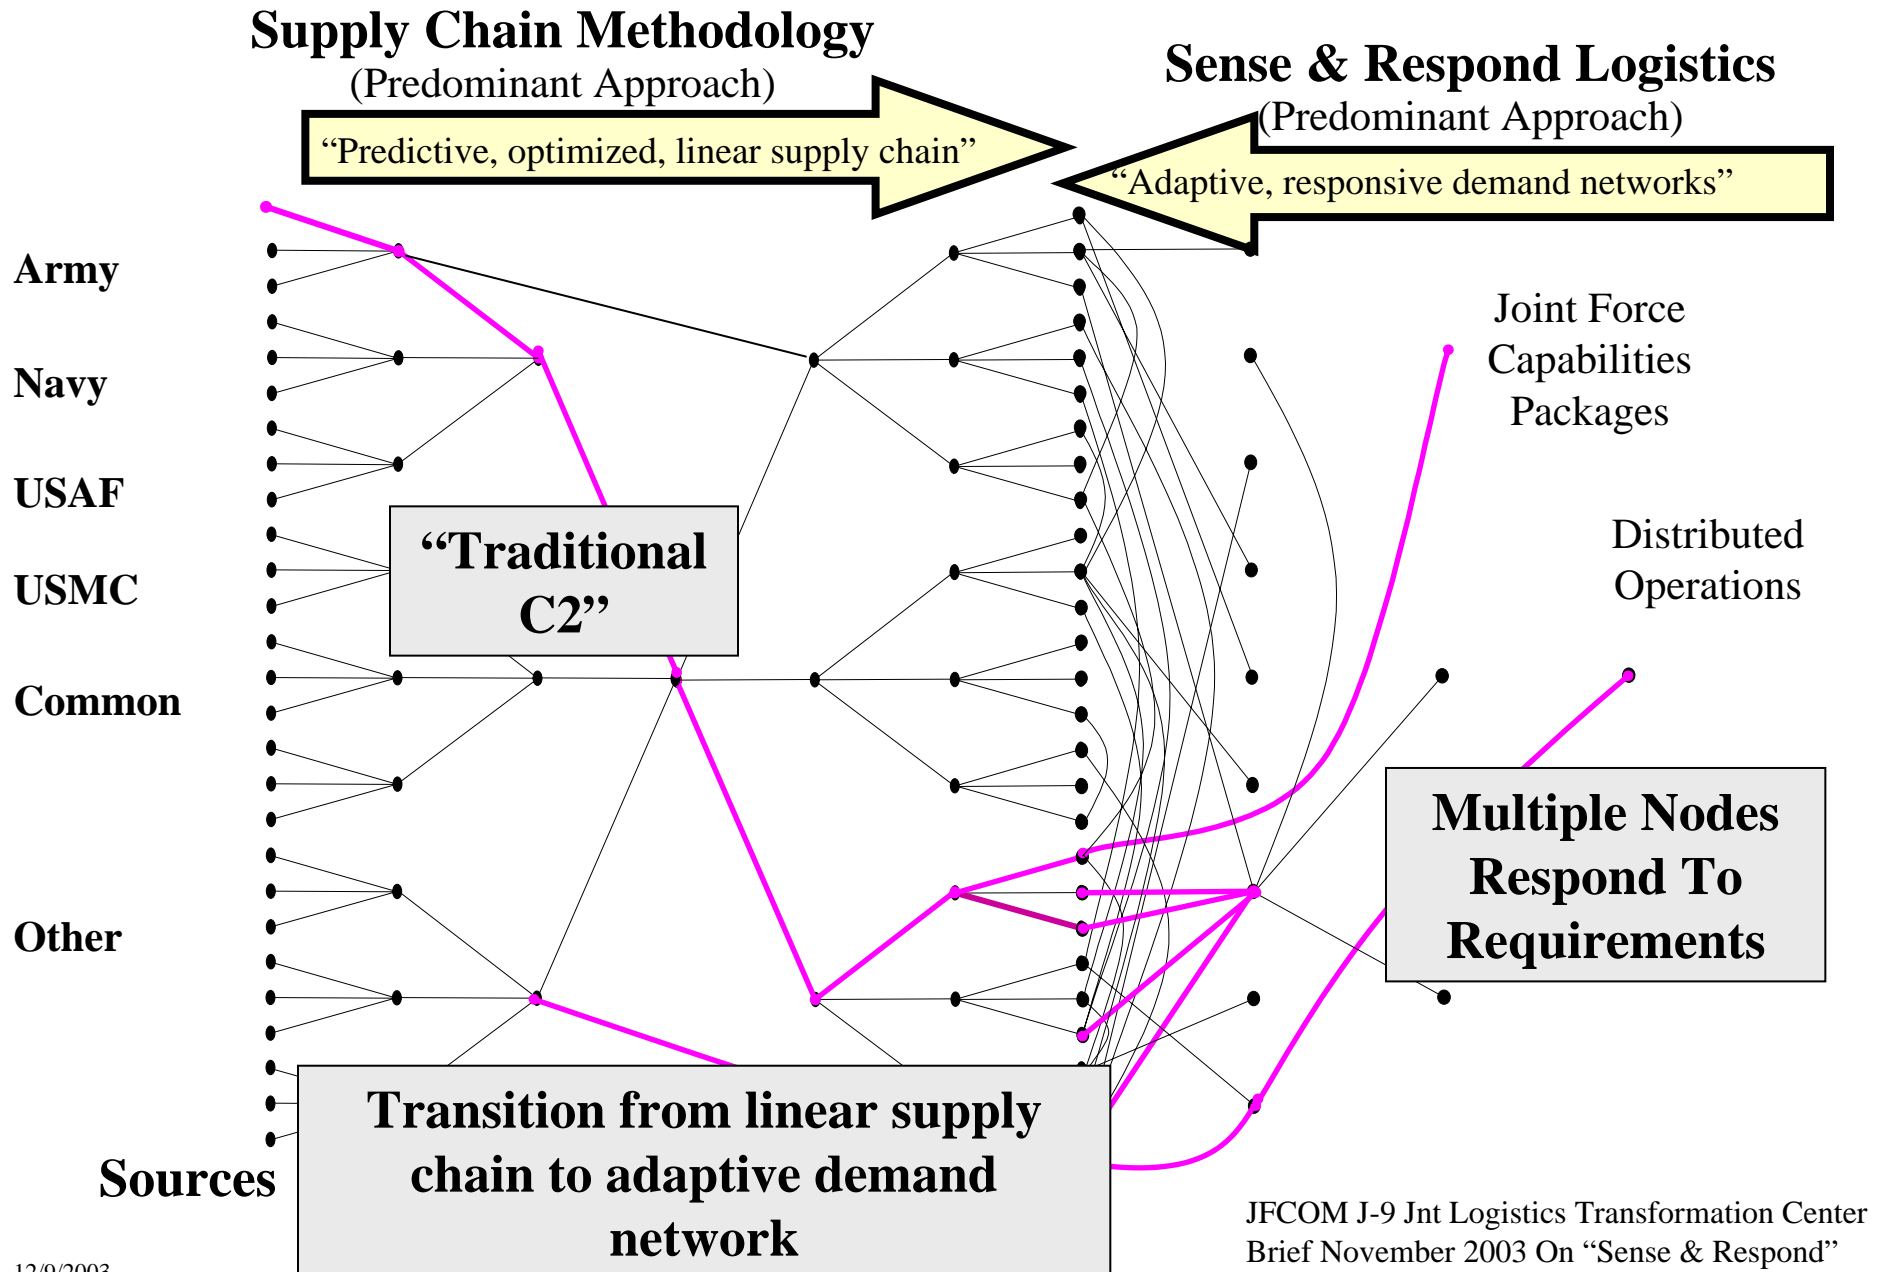 Supply Chain Methodology
(Predominant Approach)
“Predictive, optimized, linear supply chain”
Sense & Respond Logistics
(Predominant Approach)
“Adaptive, responsive demand networks”
Army
Navy
USAF
USMC
Common
Other
Sources
Joint Force
Capabilities
Packages
Distributed
Operations
“Traditional
C2”
Multiple Nodes
Respond To
Requirements
Transition from linear supply
chain to adaptive demand
network
JFCOM J-9 Jnt Logistics Transformation Center
Brief November 2003 On “Sense & Respond”
12/9/2003